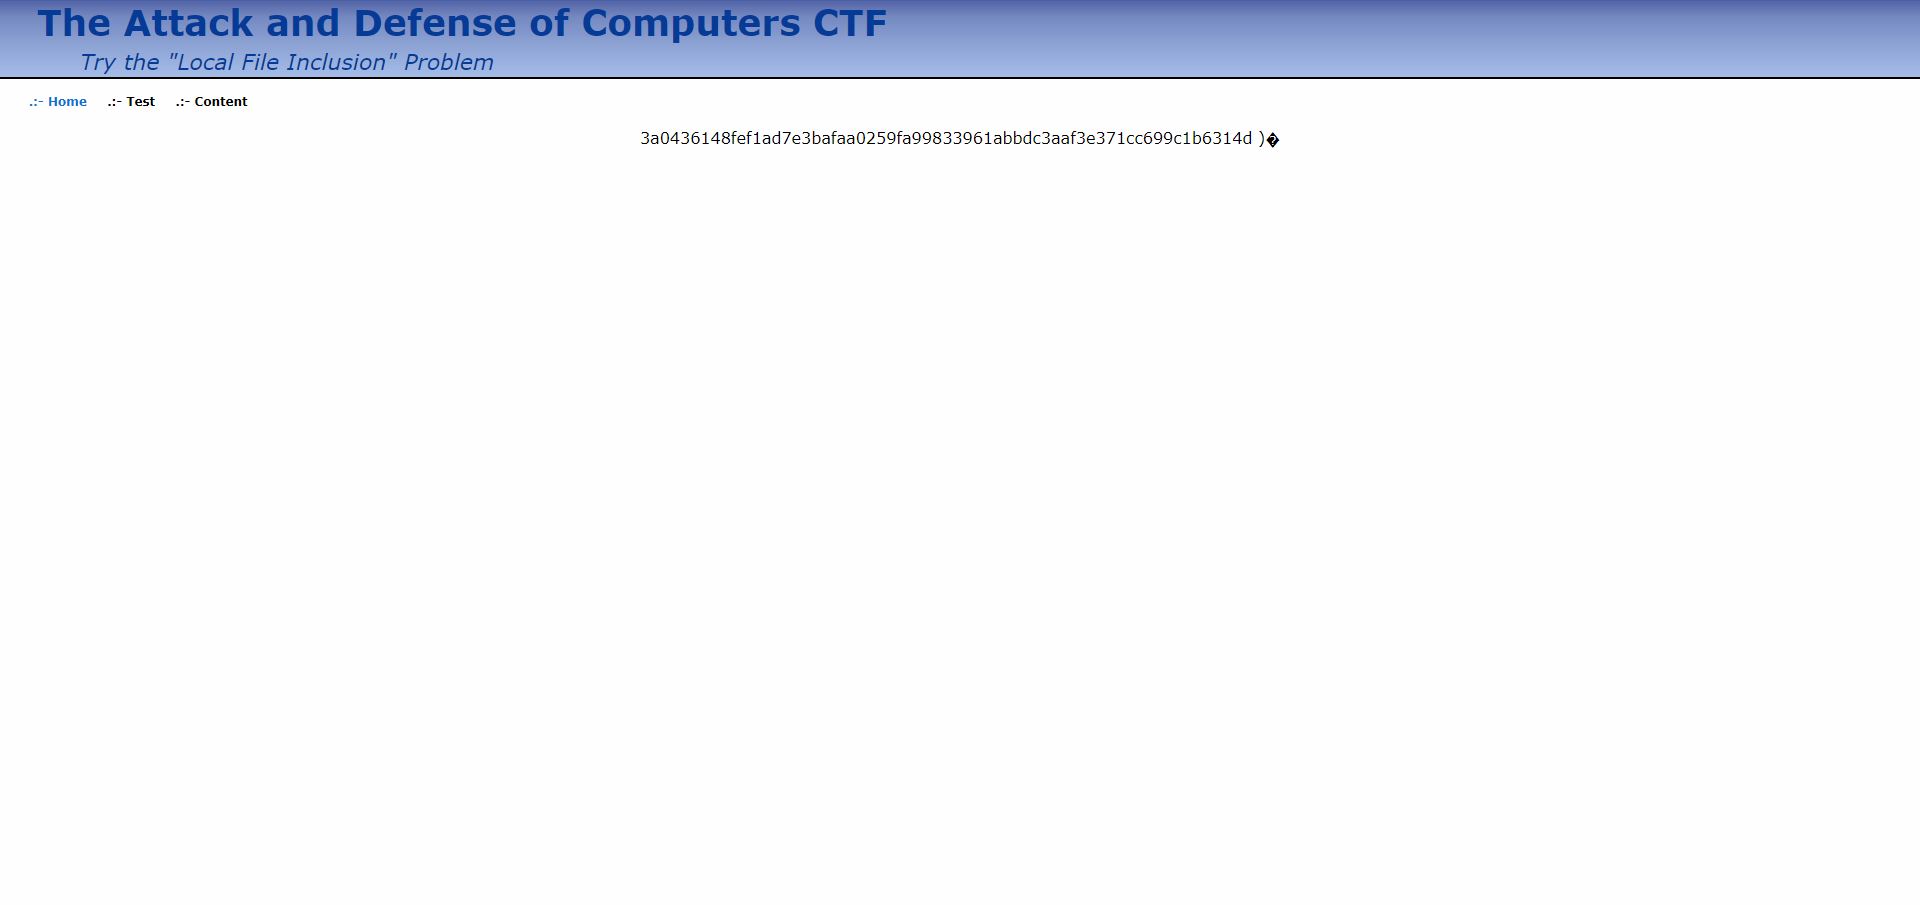 The Attack and Defense of Computers CTF
Try the "Local File Inclusion" Problem
.:- Home .:- Test .:- Content
3a0436148fef1ad7e3bafaa0259fa99833961abbdc3aaf3e371cc699c1b6314d )�